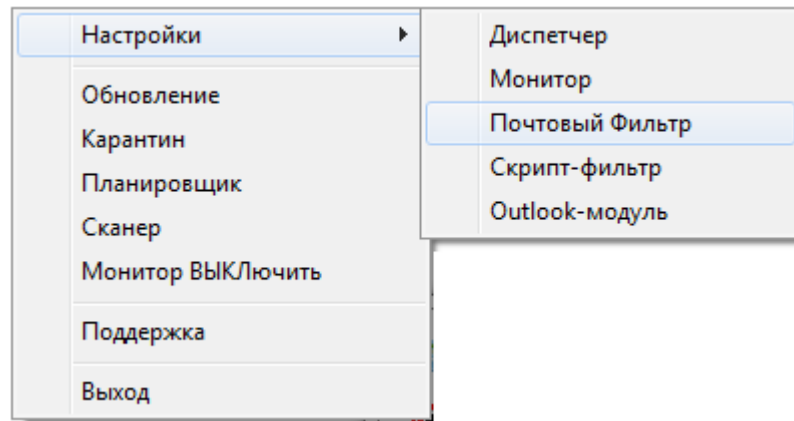 Настройки
Обновление
Карантин
Планировщик
Сканер
Монитор ВЫКЛючить
Поддержка
Выход
Диспетчер
Монитор
Почтовый Фильтр
Скрипт-фильтр
Outlook-модуль